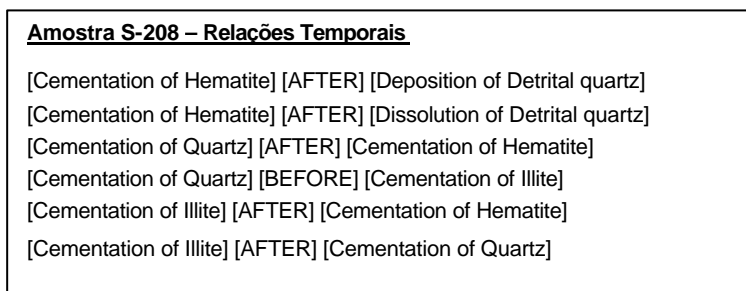 Amostra S-208 – Relações Temporais
[Cementation of Hematite] [AFTER] [Deposition of Detrital quartz]
[Cementation of Hematite] [AFTER] [Dissolution of Detrital quartz]
[Cementation of Quartz] [AFTER] [Cementation of Hematite]
[Cementation of Quartz] [BEFORE] [Cementation of Illite]
[Cementation of Illite] [AFTER] [Cementation of Hematite]
[Cementation of Illite] [AFTER] [Cementation of Quartz]